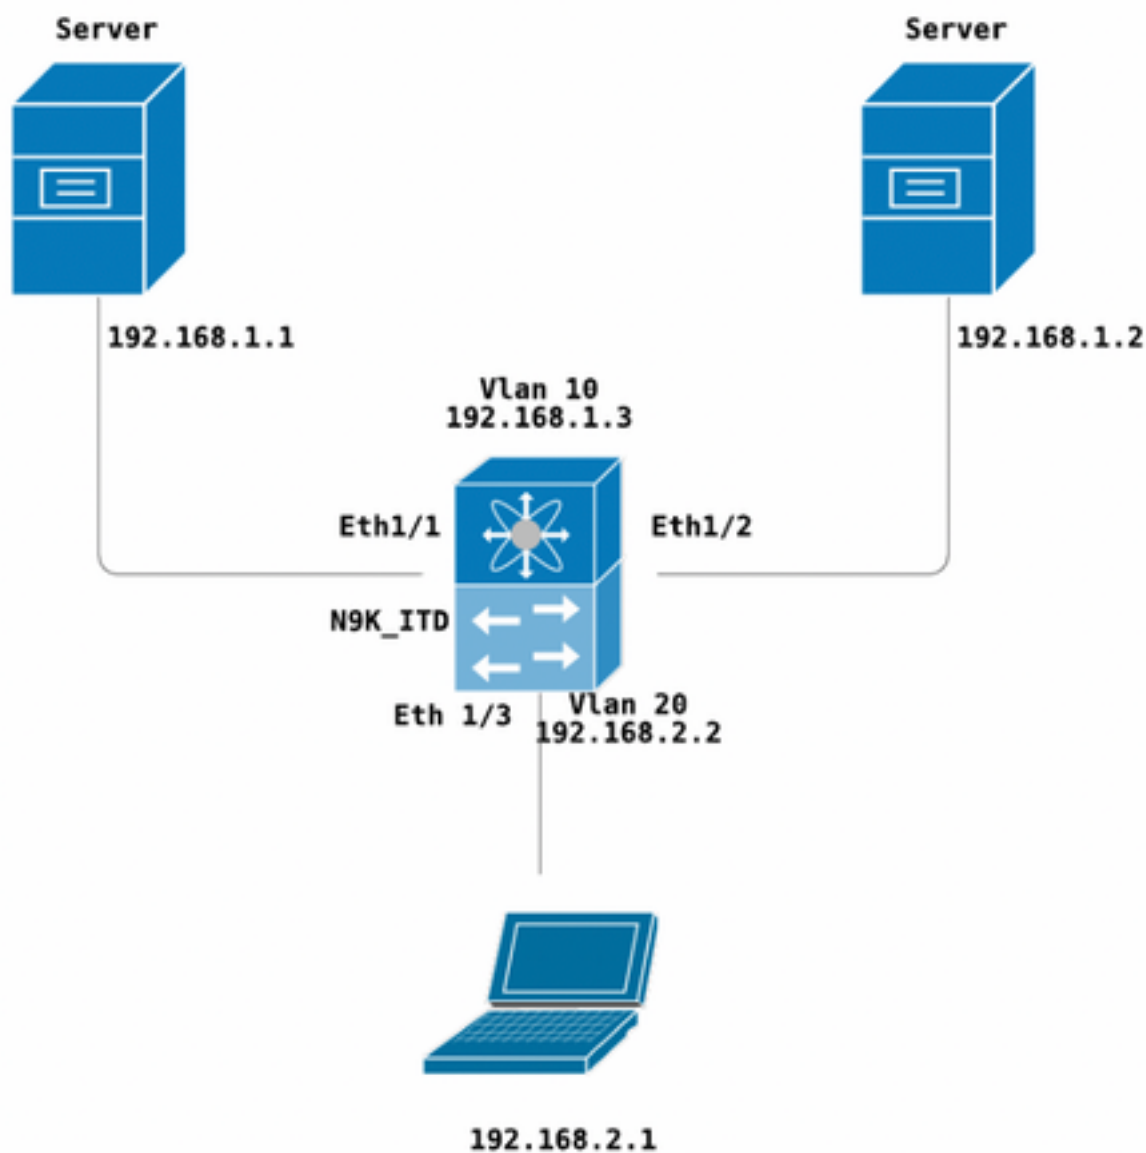 Server
Server
192.168.1.1
192.168.1.2
Vlan 10
192.168.1.3
Eth1/1
Eth1/2
N9K_ITD
Eth 1/3
Vlan 20
192.168.2.2
192.168.2.1